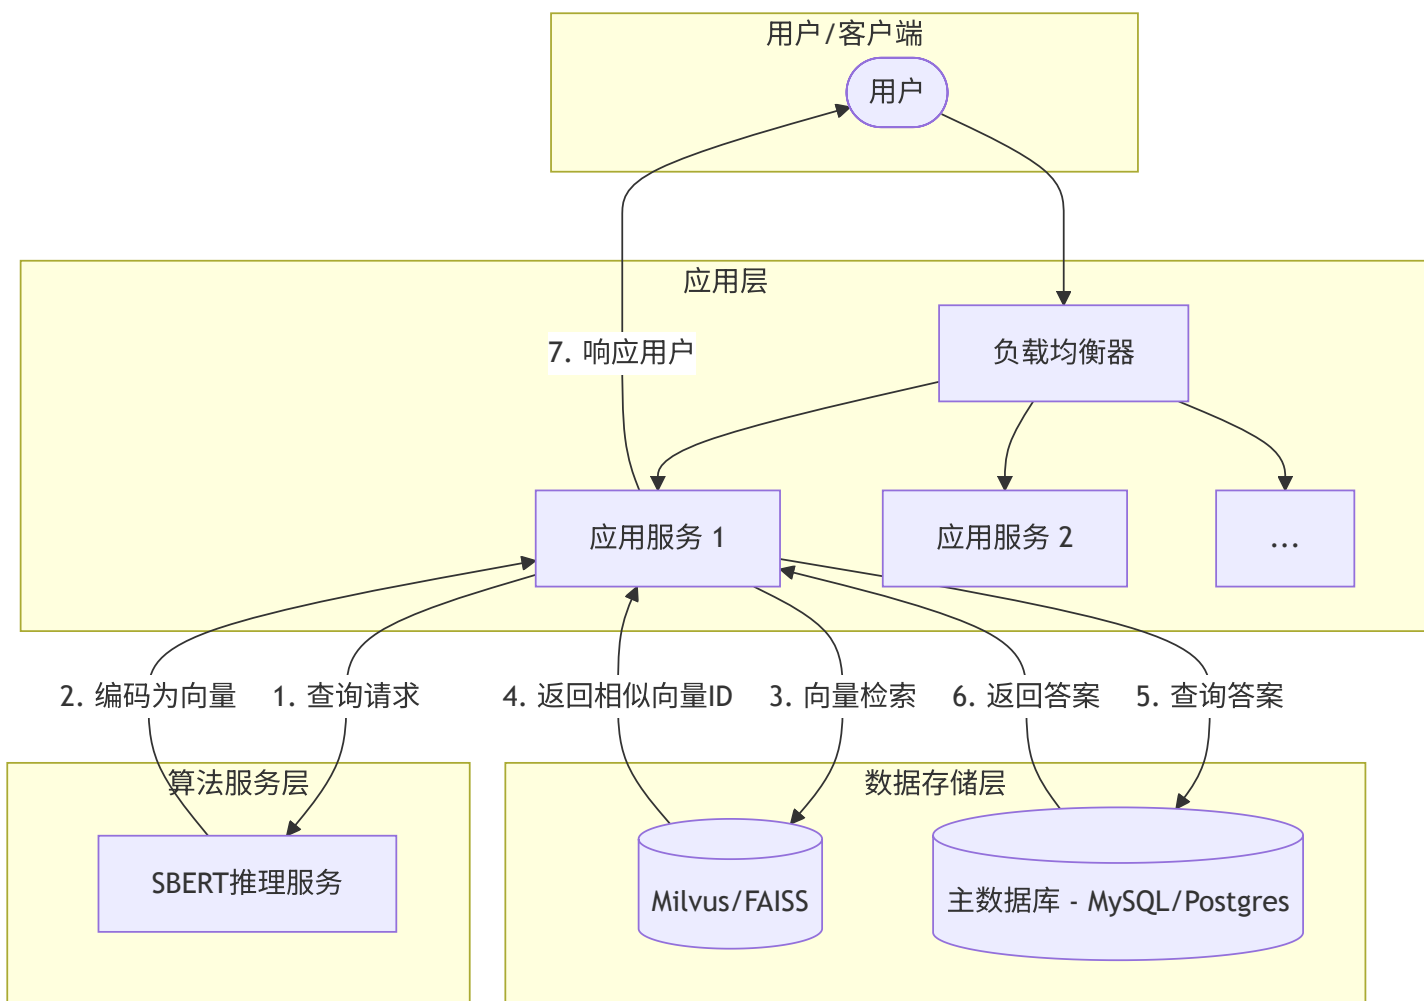 用户/客户端
用户
应用层
负载均衡器
7. 响应用户
应用服务 1
应用服务 2
...
2. 编码为向量
1. 查询请求
4. 返回相似向量ID
3. 向量检索
6. 返回答案
5. 查询答案
算法服务层
数据存储层
SBERT推理服务
Milvus/FAISS
主数据库 - MySQL/Postgres